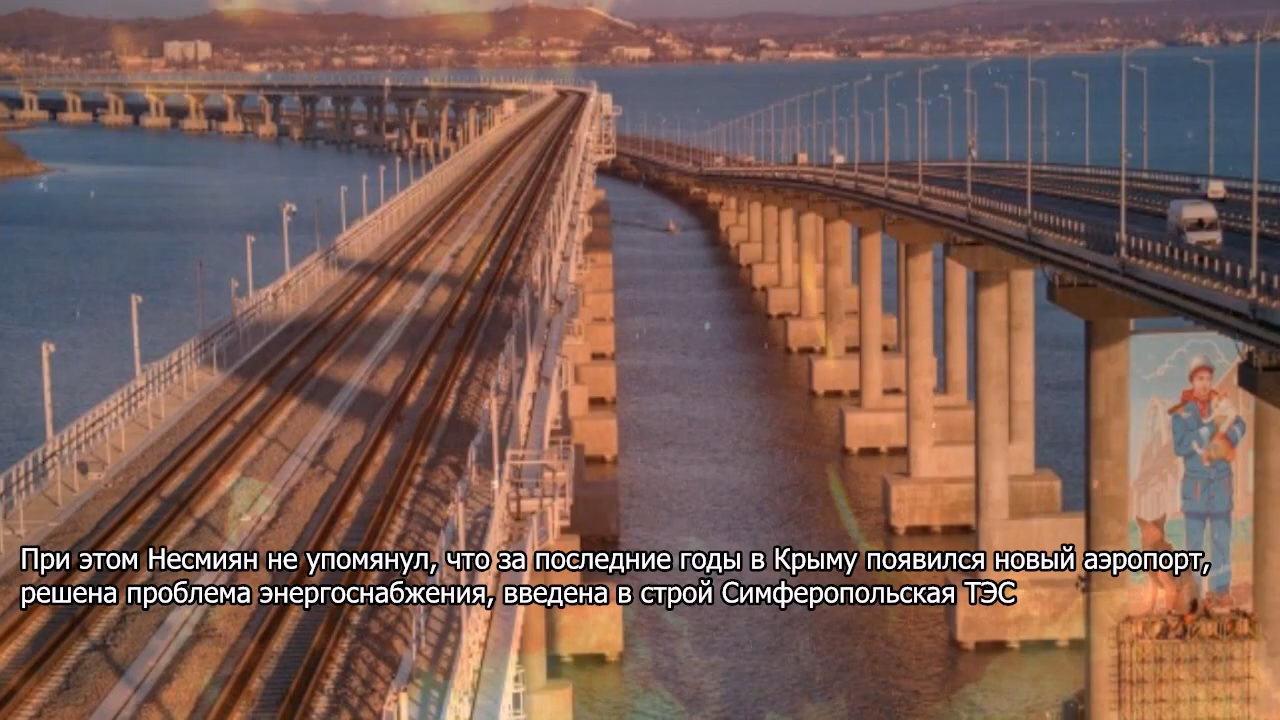 При этом Несмиян не упомянул, что за последние годы в Крыму появился новый аэропорт,
решена проблема энергоснабжения, введена в строй Симферопольская ТЭС